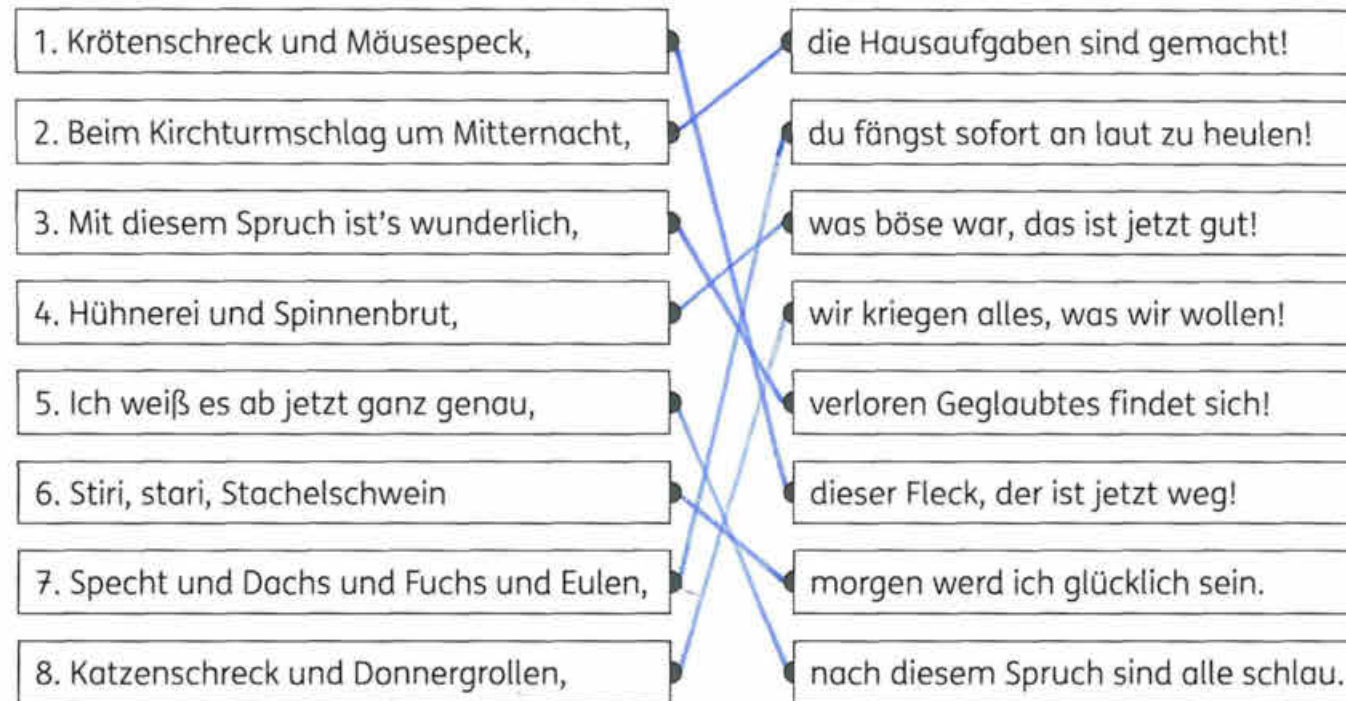 1. Krötenschreck und Mäusespeck,
die Hausaufgaben sind gemacht!
2. Beim Kirchturmschlag um Mitternacht,
du fängst sofort an laut zu heulen!
3. Mit diesem Spruch ist's wunderlich,
was böse war, das ist jetzt gut!
4. Hühnerei und Spinnenbrut,
wir kriegen alles, was wir wollen!
5. Ich weiß es ab jetzt ganz genau,
verloren Geglaubtes findet sich!
6. Stiri, stari, Stachelschwein
dieser Fleck, der ist jetzt weg!
7. Specht und Dachs und Fuchs und Eulen,
morgen werd ich glücklich sein.
8. Katzenschreck und Donnergrollen,
nach diesem Spruch sind alle schlau.